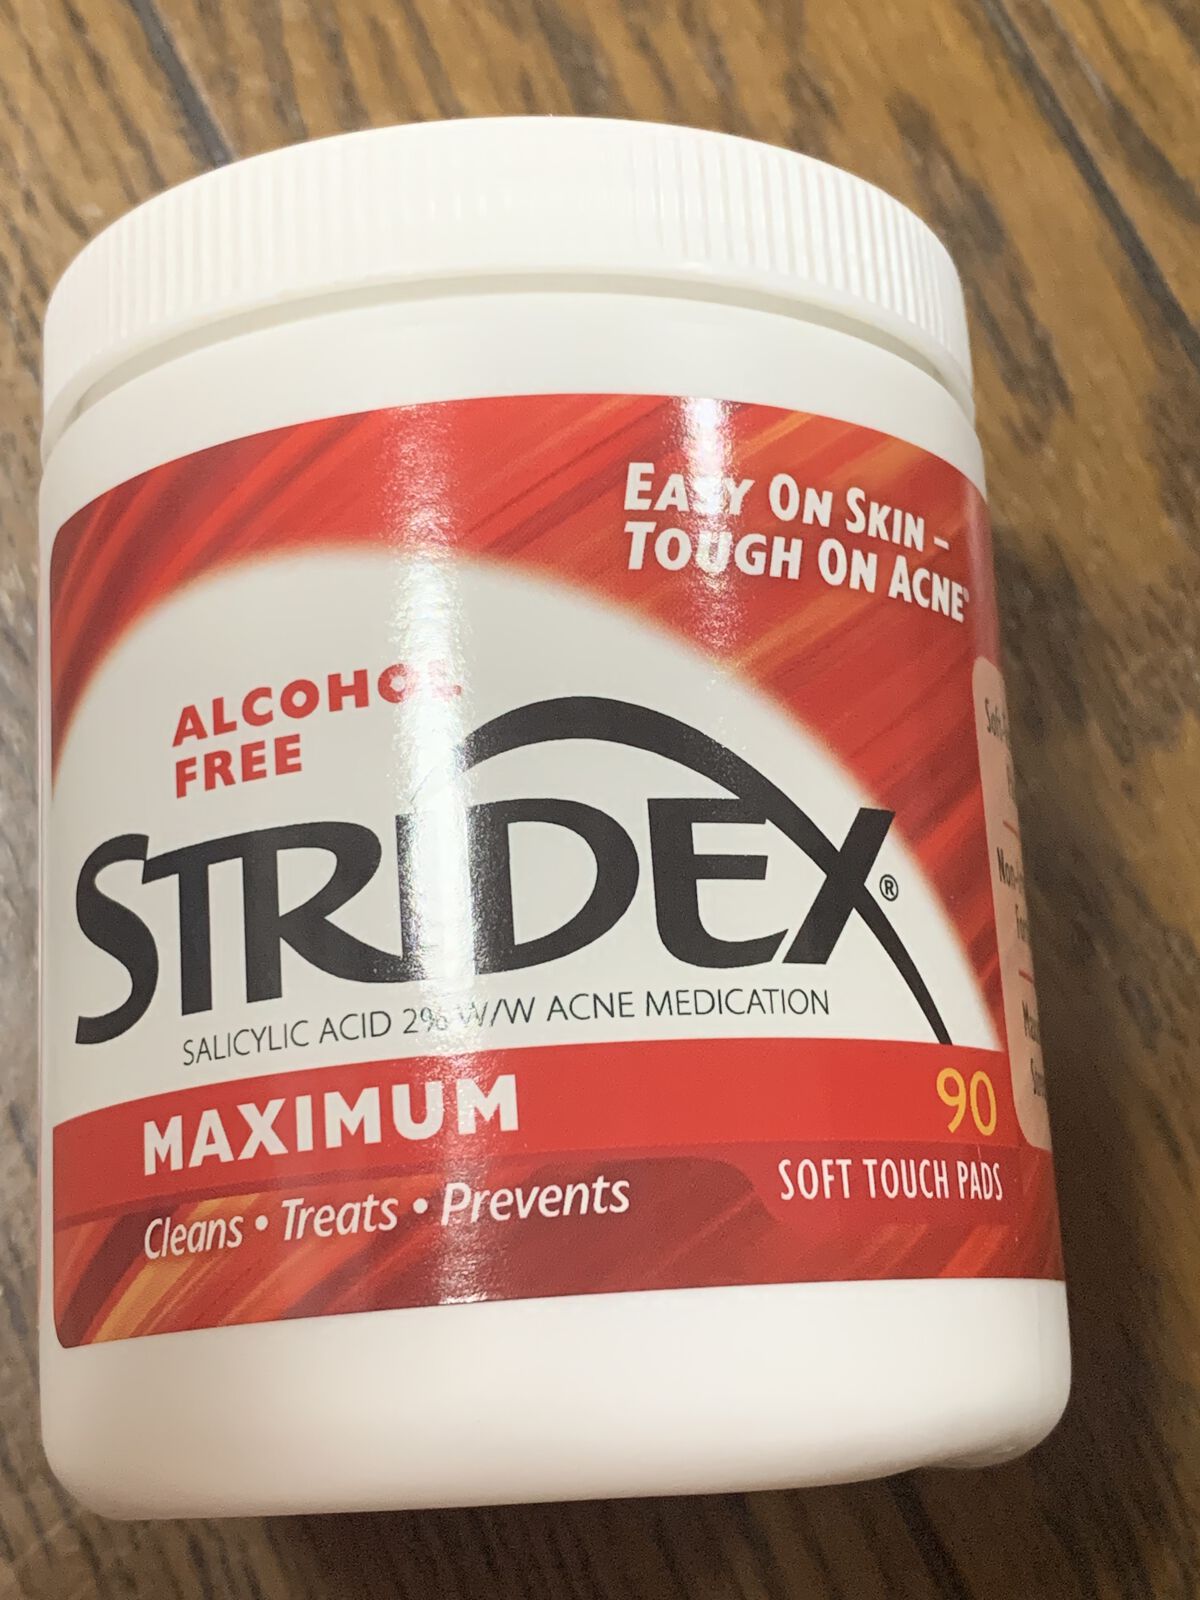 EASY ON SKIN –
TOUGH ON ACNE™
ALCOHOL
FREE
STRIDEX®
SALICYLIC ACID 2% W/W ACNE MEDICATION
MAXIMUM
90
SOFT TOUCH PADS
Cleans • Treats • Prevents